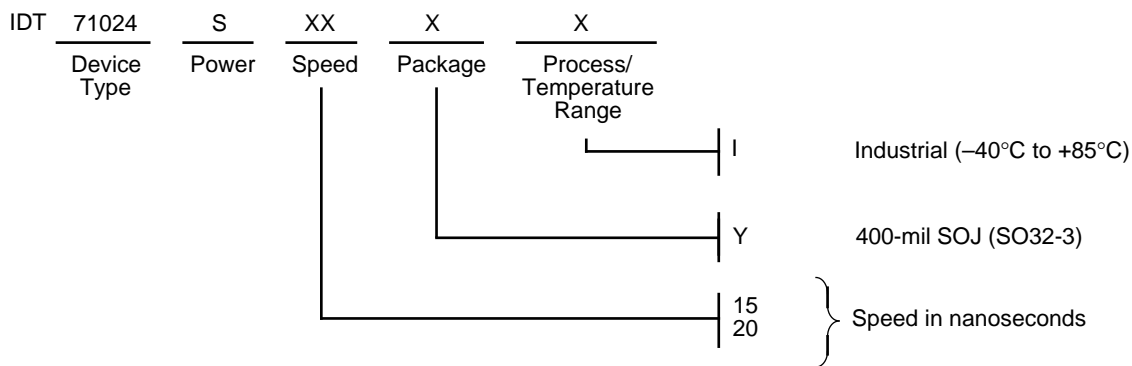 IDT 71024 S XX X X
Device Type Power Speed Package Process/ Temperature Range
I Industrial (–40°C to +85°C)
Y 400-mil SOJ (SO32-3)
15
20
Speed in nanoseconds